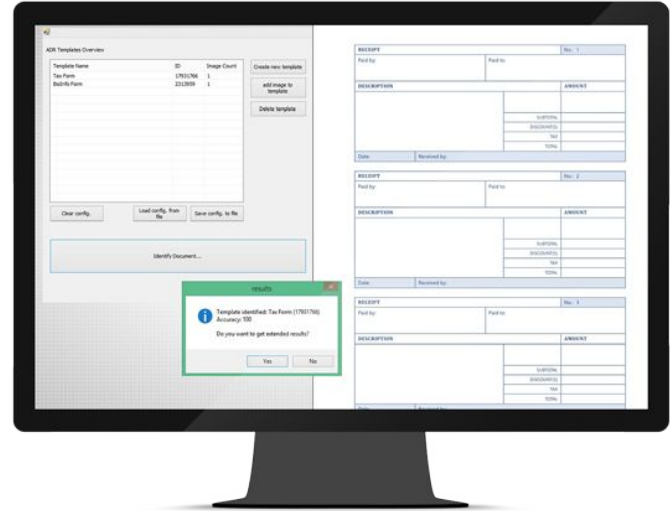 ADR Templates Overview
Template Name ID Image Count
Tax Form 17931766 1
BioInfo Form 2313939 1
Create new template
add image to
template
Delete template
Clear config.
Load config. from
file
Save config. to file
Identify Document...
results
Template identified: Tax Form (17931766)
Accuracy: 100
Do you want to get extended results?
Yes
No
RECEIPT No.: 1
Paid by: Paid to:
DESCRIPTION AMOUNT
SUBTOTAL
DISCOUNT(S)
TAX
TOTAL
Date: Received by:
RECEIPT No.: 2
Paid by: Paid to:
DESCRIPTION AMOUNT
SUBTOTAL
DISCOUNT(S)
TAX
TOTAL
Date: Received by:
RECEIPT No.: 3
Paid by: Paid to:
DESCRIPTION AMOUNT
SUBTOTAL
DISCOUNT(S)
TAX
TOTAL